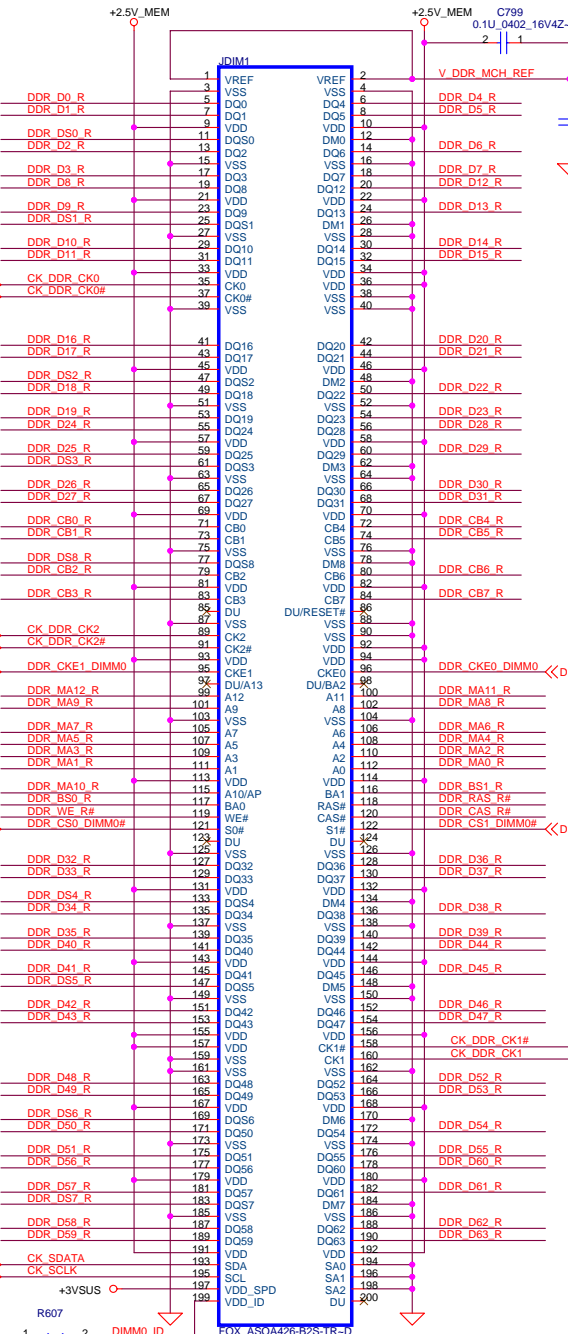 +2.5V_MEM +2.5V_MEM C799
0.1U_0402_16V4Z~
2 1
JDIM1
1 VREF VREF 2 V_DDR_MCH_REF
3 VSS VSS 4
DDR_D0_R 5 DQ0 DQ4 6 DDR_D4_R
DDR_D1_R 7 DQ1 DQ5 8 DDR_D5_R
9 VDD VDD 10
DDR_DS0_R 11 DQS0 DM0 12
DDR_D2_R 13 DQ2 DQ6 14 DDR_D6_R
15 VSS VSS 16
DDR_D3_R 17 DQ3 DQ7 18 DDR_D7_R
DDR_D8_R 19 DQ8 DQ12 20 DDR_D12_R
21 VDD VDD 22
DDR_D9_R 23 DQ9 DQ13 24 DDR_D13_R
DDR_DS1_R 25 DQS1 DM1 26
27 VSS VSS 28
DDR_D10_R 29 DQ10 DQ14 30 DDR_D14_R
DDR_D11_R 31 DQ11 DQ15 32 DDR_D15_R
33 VDD VDD 34
CK_DDR_CK0 35 CK0 VDD 36
CK_DDR_CK0# 37 CK0# VSS 38
39 VSS VSS 40
DDR_D16_R 41 DQ16 DQ20 42 DDR_D20_R
DDR_D17_R 43 DQ17 DQ21 44 DDR_D21_R
45 VDD VDD 46
DDR_DS2_R 47 DQS2 DM2 48
DDR_D18_R 49 DQ18 DQ22 50 DDR_D22_R
51 VSS VSS 52
DDR_D19_R 53 DQ19 DQ23 54 DDR_D23_R
DDR_D24_R 55 DQ24 DQ28 56 DDR_D28_R
57 VDD VDD 58
DDR_D25_R 59 DQ25 DQ29 60 DDR_D29_R
DDR_DS3_R 61 DQS3 DM3 62
63 VSS VSS 64
DDR_D26_R 65 DQ26 DQ30 66 DDR_D30_R
DDR_D27_R 67 DQ27 DQ31 68 DDR_D31_R
69 VDD VDD 70
DDR_CB0_R 71 CB0 CB4 72 DDR_CB4_R
DDR_CB1_R 73 CB1 CB5 74 DDR_CB5_R
75 VSS VSS 76
DDR_DS8_R 77 DQS8 DM8 78
DDR_CB2_R 79 CB2 CB6 80 DDR_CB6_R
81 VDD VDD 82
DDR_CB3_R 83 CB3 CB7 84 DDR_CB7_R
85 DU DU/RESET# 86
87 VSS VSS 88
CK_DDR_CK2 89 CK2 VSS 90
CK_DDR_CK2# 91 CK2# VDD 92
93 VDD VDD 94
DDR_CKE1_DIMM0 95 CKE1 CKE0 96 DDR_CKE0_DIMM0 D
97 DU/A13 DU/BA2 98
DDR_MA12_R 99 A12 A11 100 DDR_MA11_R
DDR_MA9_R 101 A9 A8 102 DDR_MA8_R
103 VSS VSS 104
DDR_MA7_R 105 A7 A6 106 DDR_MA6_R
DDR_MA5_R 107 A5 A4 108 DDR_MA4_R
DDR_MA3_R 109 A3 A2 110 DDR_MA2_R
DDR_MA1_R 111 A1 A0 112 DDR_MA0_R
113 VDD VDD 114
DDR_MA10_R 115 A10/AP BA1 116 DDR_BS1_R
DDR_BS0_R 117 BA0 RAS# 118 DDR_RAS_R#
DDR_WE_R# 119 WE# CAS# 120 DDR_CAS_R#
DDR_CS0_DIMM0# 121 S0# S1# 122 DDR_CS1_DIMM0# D
123 DU DU 124
125 VSS VSS 126
DDR_D32_R 127 DQ32 DQ36 128 DDR_D36_R
DDR_D33_R 129 DQ33 DQ37 130 DDR_D37_R
131 VDD VDD 132
DDR_DS4_R 133 DQS4 DM4 134
DDR_D34_R 135 DQ34 DQ38 136 DDR_D38_R
137 VSS VSS 138
DDR_D35_R 139 DQ35 DQ39 140 DDR_D39_R
DDR_D40_R 141 DQ40 DQ44 142 DDR_D44_R
143 VDD VDD 144
DDR_D41_R 145 DQ41 DQ45 146 DDR_D45_R
DDR_DS5_R 147 DQS5 DM5 148
149 VSS VSS 150
DDR_D42_R 151 DQ42 DQ46 152 DDR_D46_R
DDR_D43_R 153 DQ43 DQ47 154 DDR_D47_R
155 VDD VDD 156
157 VDD CK1# 158 CK_DDR_CK1#
159 VSS CK1 160 CK_DDR_CK1
161 VSS VSS 162
DDR_D48_R 163 DQ48 DQ52 164 DDR_D52_R
DDR_D49_R 165 DQ49 DQ53 166 DDR_D53_R
167 VDD VDD 168
DDR_DS6_R 169 DQS6 DM6 170
DDR_D50_R 171 DQ50 DQ54 172 DDR_D54_R
173 VSS VSS 174
DDR_D51_R 175 DQ51 DQ55 176 DDR_D55_R
DDR_D56_R 177 DQ56 DQ60 178 DDR_D60_R
179 VDD VDD 180
DDR_D57_R 181 DQ57 DQ61 182 DDR_D61_R
DDR_DS7_R 183 DQS7 DM7 184
185 VSS VSS 186
DDR_D58_R 187 DQ58 DQ62 188 DDR_D62_R
DDR_D59_R 189 DQ59 DQ63 190 DDR_D63_R
191 VDD VDD 192
CK_SDATA 193 SDA SA0 194
CK_SCLK 195 SCL SA1 196
+3VSUS 197 VDD_SPD SA2 198
199 VDD_ID DU 200
R607
1 2 DIMM0_ID FOX_ASOA426-B2S-TR~D